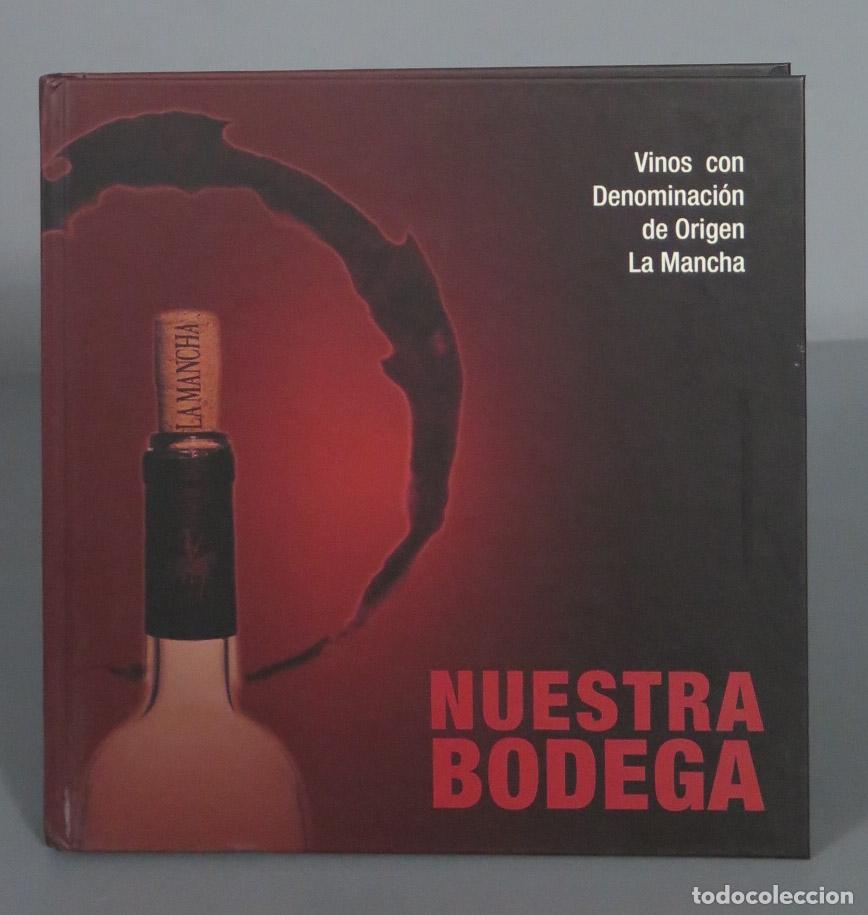 Vinos con
Denominación
de Origen
La Mancha
LA MANCHA
NUESTRA
BODEGA
todocoleccion